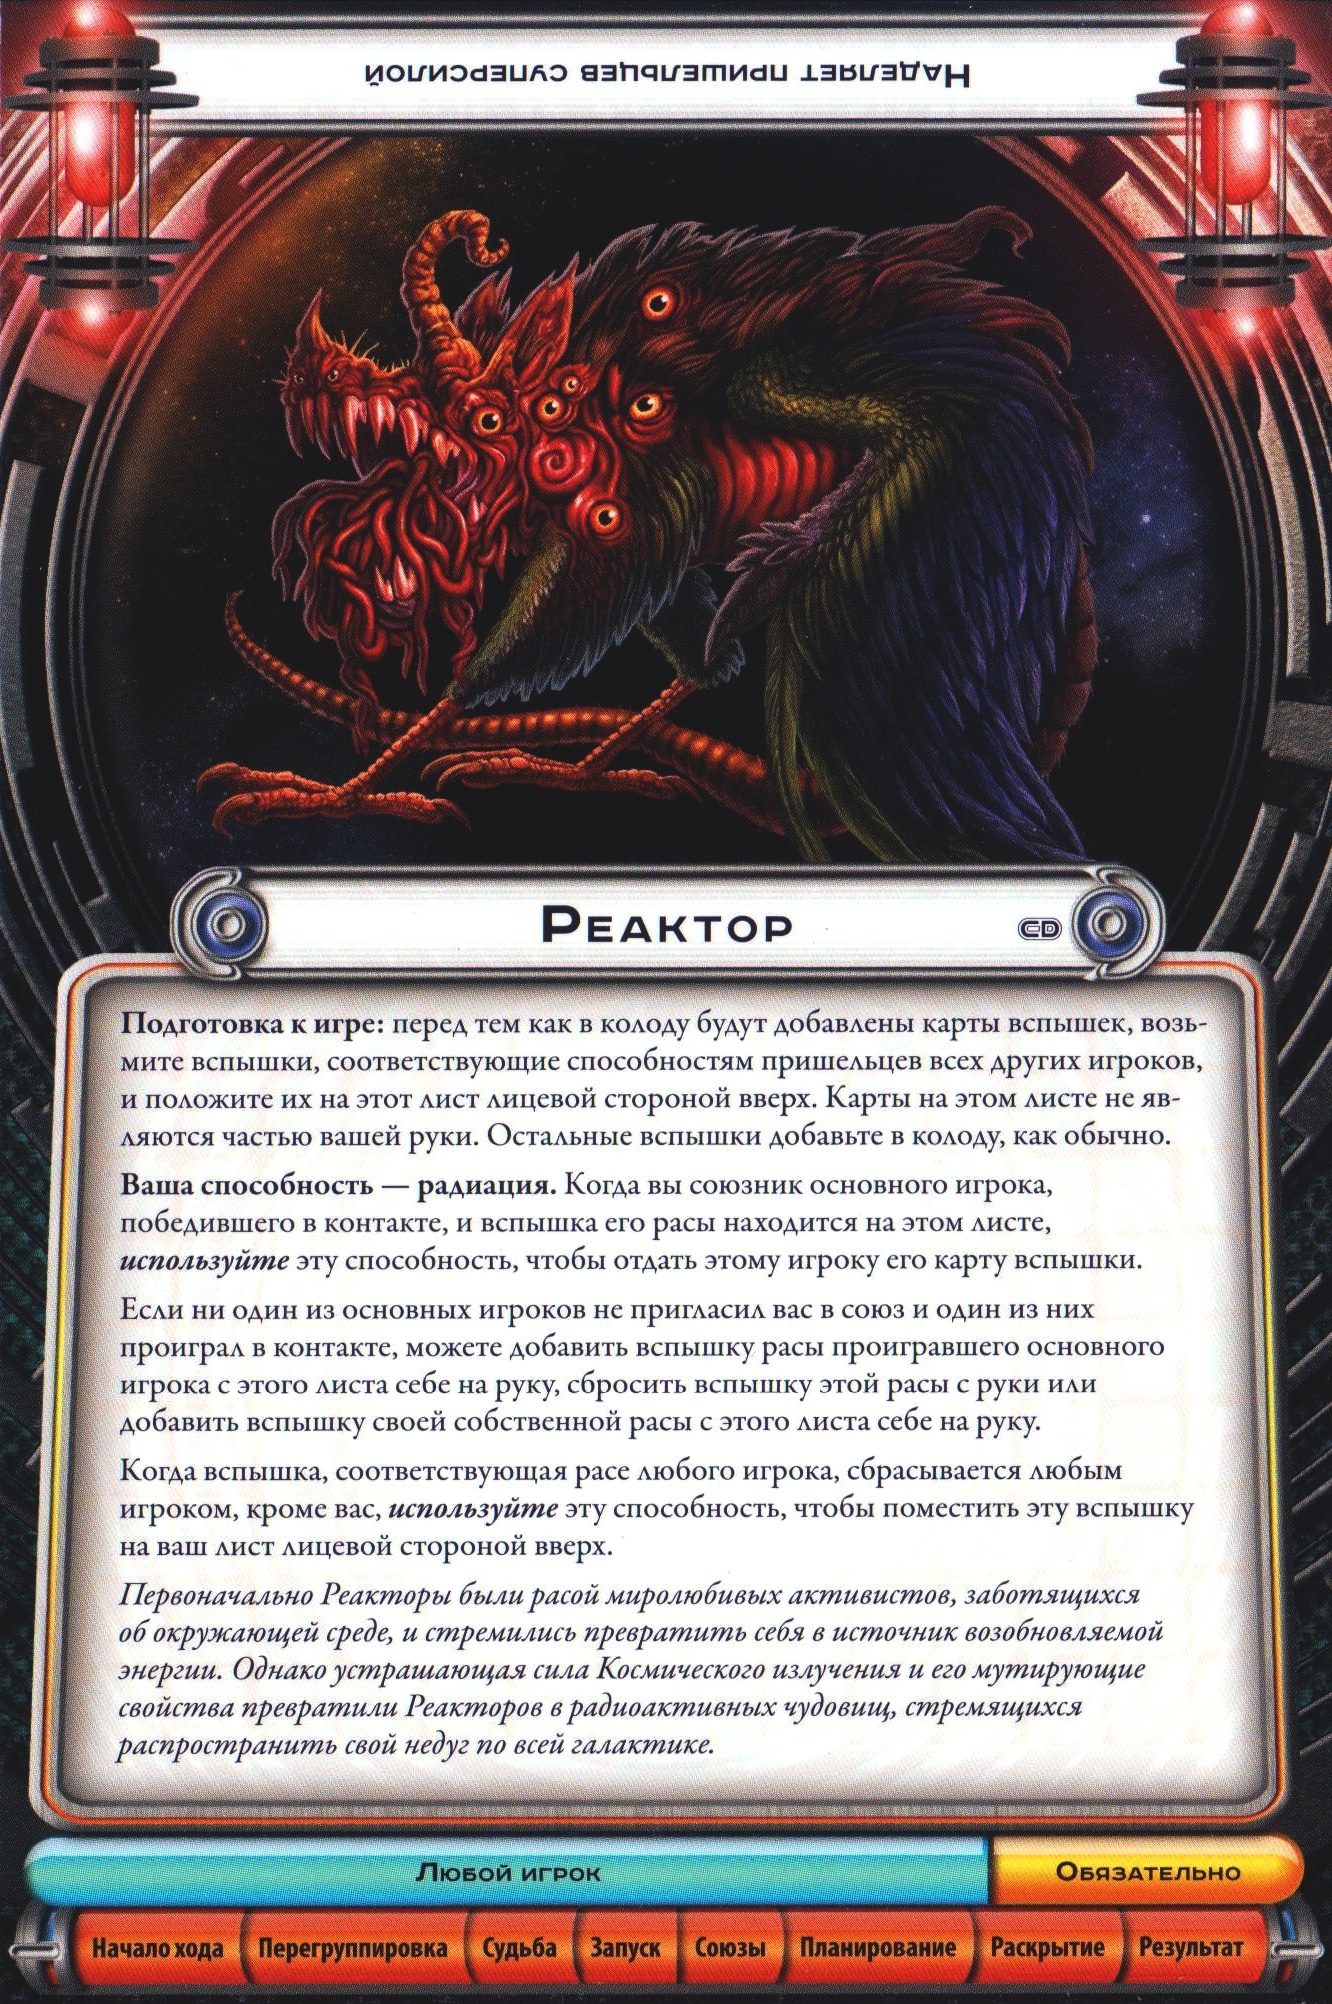 Наделяет пришельцев суперсилой
Реактор
CD
Подготовка к игре: перед тем как в колоду будут добавлены карты вспышек, возь-
мите вспышки, соответствующие способностям пришельцев всех других игроков,
и положите их на этот лист лицевой стороной вверх. Карты на этом листе не яв-
ляются частью вашей руки. Остальные вспышки добавьте в колоду, как обычно.
Ваша способность — радиация. Когда вы союзник основного игрока,
победившего в контакте, и вспышка его расы находится на этом листе,
используйте эту способность, чтобы отдать этому игроку его карту вспышки.
Если ни один из основных игроков не пригласил вас в союз и один из них
проиграл в контакте, можете добавить вспышку расы проигравшего основного
игрока с этого листа себе на руку, сбросить вспышку этой расы с руки или
добавить вспышку своей собственной расы с этого листа себе на руку.
Когда вспышка, соответствующая расе любого игрока, сбрасывается любым
игроком, кроме вас, используйте эту способность, чтобы поместить эту вспышку
на ваш лист лицевой стороной вверх.
Первоначально Реакторы были расой миролюбивых активистов, заботящихся
об окружающей среде, и стремились превратить себя в источник возобновляемой
энергии. Однако устрашающая сила Космического излучения и его мутирующие
свойства превратили Реакторов в радиоактивных чудовищ, стремящихся
распространить свой недуг по всей галактике.
Любой игрок
Обязательно
Начало хода Перегруппировка Судьба Запуск Союзы Планирование Раскрытие Результат